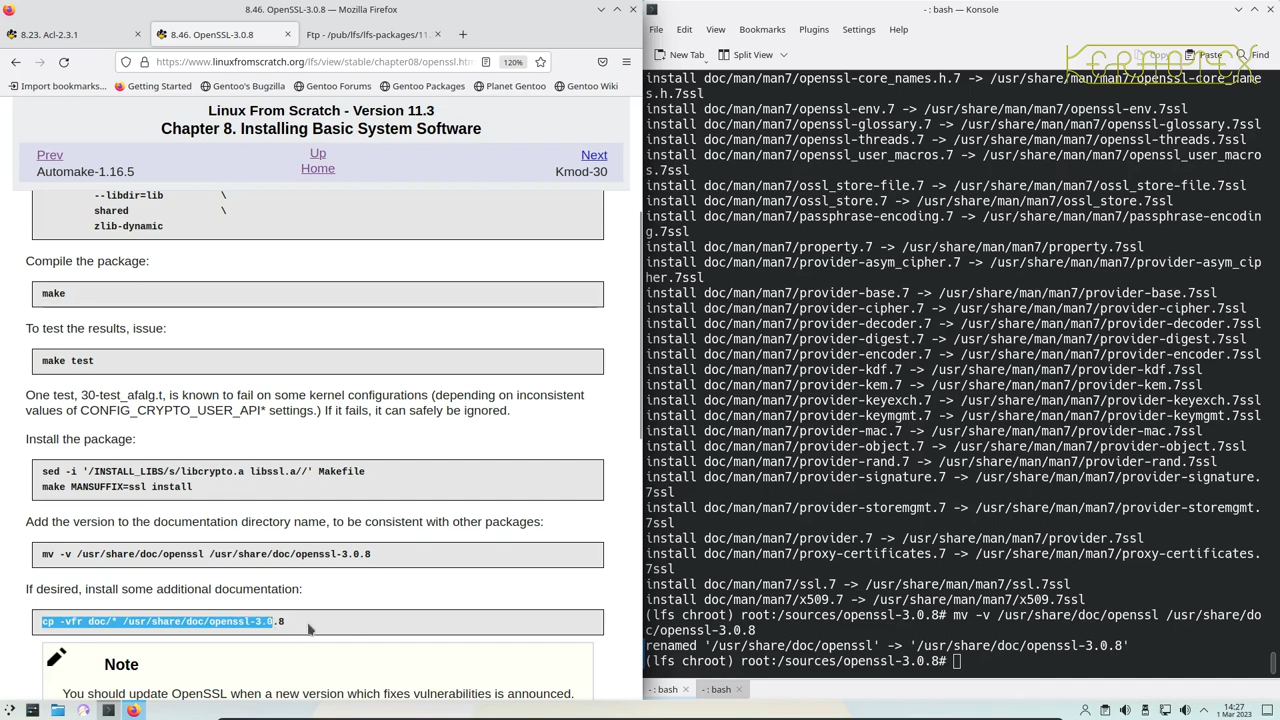 8.46. OpenSSL-3.0.8 — Mozilla Firefox
8.23. Acl-2.3.1
8.46. OpenSSL-3.0.8
Ftp - /pub/lfs/lfs-packages/11.
https://www.linuxfromscratch.org/lfs/view/stable/chapter08/openssl.htm
120%
Import bookmarks...
Getting Started
Gentoo's Bugzilla
Gentoo Forums
Gentoo Packages
Planet Gentoo
Gentoo Wiki
Linux From Scratch - Version 11.3
Chapter 8. Installing Basic System Software
Prev
Up
Next
Automake-1.16.5
Home
Kmod-30
--libdir=lib \
shared \
zlib-dynamic
Compile the package:
make
To test the results, issue:
make test
One test, 30-test_afalg.t, is known to fail on some kernel configurations (depending on inconsistent
values of CONFIG_CRYPTO_USER_API* settings.) If it fails, it can safely be ignored.
Install the package:
sed -i '/INSTALL_LIBS/s/libcrypto.a libssl.a//' Makefile
make MANSUFFIX=ssl install
Add the version to the documentation directory name, to be consistent with other packages:
mv -v /usr/share/doc/openssl /usr/share/doc/openssl-3.0.8
If desired, install some additional documentation:
cp -vfr doc/* /usr/share/doc/openssl-3.0.8
Note
You should update OpenSSL when a new version which fixes vulnerabilities is announced.
- : bash — Konsole
File Edit View Bookmarks Plugins Settings Help
New Tab
Split View
Copy
Paste
Find
KERNOTEX
install doc/man/man7/openssl-core_names.h.7 -> /usr/share/man/man7/openssl-core_name
s.h.7ssl
install doc/man/man7/openssl-env.7 -> /usr/share/man/man7/openssl-env.7ssl
install doc/man/man7/openssl-glossary.7 -> /usr/share/man/man7/openssl-glossary.7ssl
install doc/man/man7/openssl-threads.7 -> /usr/share/man/man7/openssl-threads.7ssl
install doc/man/man7/openssl_user_macros.7 -> /usr/share/man/man7/openssl_user_macro
s.7ssl
install doc/man/man7/ossl_store-file.7 -> /usr/share/man/man7/ossl_store-file.7ssl
install doc/man/man7/ossl_store.7 -> /usr/share/man/man7/ossl_store.7ssl
install doc/man/man7/passphrase-encoding.7 -> /usr/share/man/man7/passphrase-encodin
g.7ssl
install doc/man/man7/property.7 -> /usr/share/man/man7/property.7ssl
install doc/man/man7/provider-asym_cipher.7 -> /usr/share/man/man7/provider-asym_cip
her.7ssl
install doc/man/man7/provider-base.7 -> /usr/share/man/man7/provider-base.7ssl
install doc/man/man7/provider-cipher.7 -> /usr/share/man/man7/provider-cipher.7ssl
install doc/man/man7/provider-decoder.7 -> /usr/share/man/man7/provider-decoder.7ssl
install doc/man/man7/provider-digest.7 -> /usr/share/man/man7/provider-digest.7ssl
install doc/man/man7/provider-encoder.7 -> /usr/share/man/man7/provider-encoder.7ssl
install doc/man/man7/provider-kdf.7 -> /usr/share/man/man7/provider-kdf.7ssl
install doc/man/man7/provider-kem.7 -> /usr/share/man/man7/provider-kem.7ssl
install doc/man/man7/provider-keyexch.7 -> /usr/share/man/man7/provider-keyexch.7ssl
install doc/man/man7/provider-keymgmt.7 -> /usr/share/man/man7/provider-keymgmt.7ssl
install doc/man/man7/provider-mac.7 -> /usr/share/man/man7/provider-mac.7ssl
install doc/man/man7/provider-object.7 -> /usr/share/man/man7/provider-object.7ssl
install doc/man/man7/provider-rand.7 -> /usr/share/man/man7/provider-rand.7ssl
install doc/man/man7/provider-signature.7 -> /usr/share/man/man7/provider-signature.
7ssl
install doc/man/man7/provider-storemgmt.7 -> /usr/share/man/man7/provider-storemgmt.
7ssl
install doc/man/man7/provider.7 -> /usr/share/man/man7/provider.7ssl
install doc/man/man7/proxy-certificates.7 -> /usr/share/man/man7/proxy-certificates.
7ssl
install doc/man/man7/ssl.7 -> /usr/share/man/man7/ssl.7ssl
install doc/man/man7/x509.7 -> /usr/share/man/man7/x509.7ssl
(lfs chroot) root:/sources/openssl-3.0.8# mv -v /usr/share/doc/openssl /usr/share/do
c/openssl-3.0.8
renamed '/usr/share/doc/openssl' -> '/usr/share/doc/openssl-3.0.8'
(lfs chroot) root:/sources/openssl-3.0.8#
- : bash
- : bash
14:27
1 Mar 2023